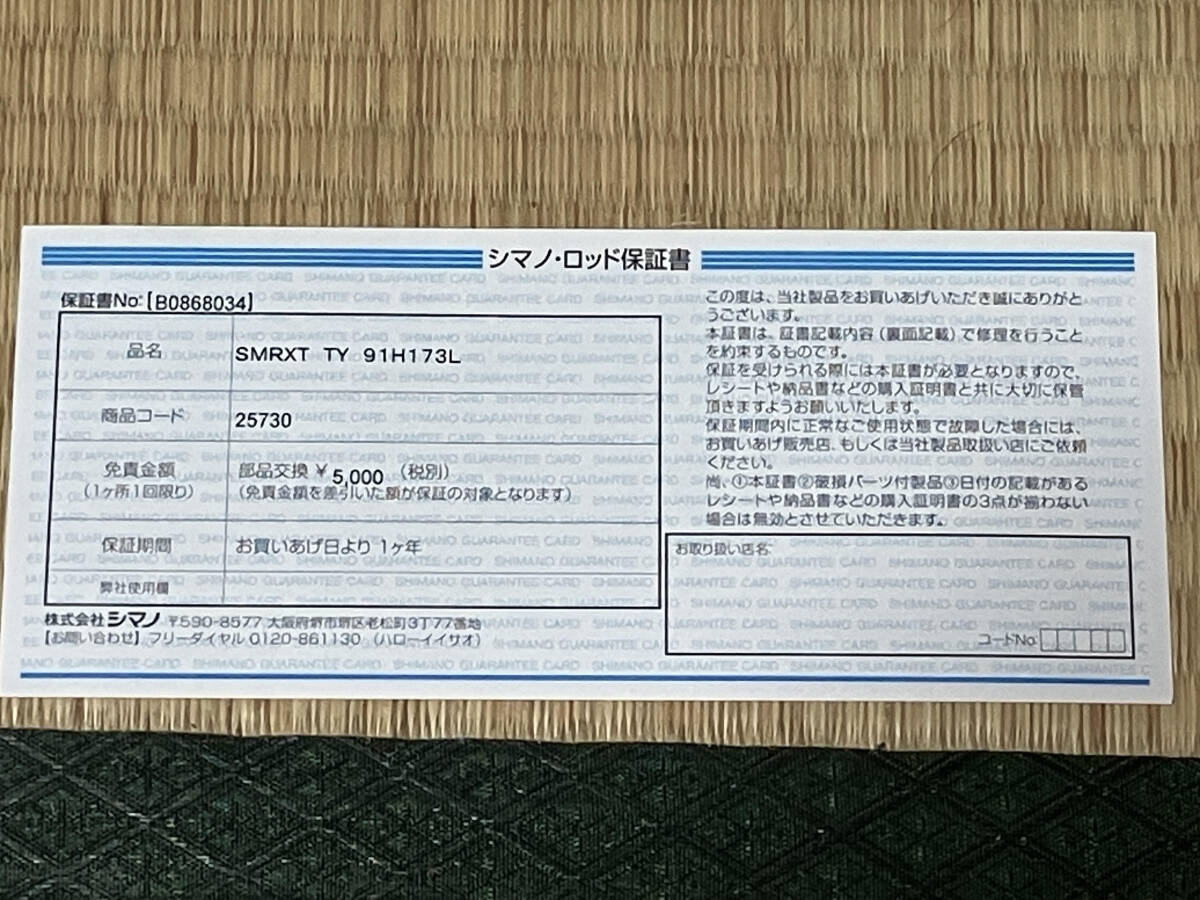 シマノ・ロッド保証書
保証書No:[B0868034]
品名 SMRXT TY 91H173L
商品コード 25730
免責金額 部品交換 ¥5,000 (税別)
(1ヶ所1回限り) (免責金額を差引いた額が保証の対象となります)
保証期間 お買いあげ日より 1ヶ年
弊社使用欄
株式会社シマノ 〒590-8577 大阪府堺市堺区老松町3丁77番地
【お問い合わせ】フリーダイヤル 0120-861130 (ハローイイサオ)
この度は、当社製品をお買いあげいただき誠にありがと
うございます。
本証書は、証書記載内容(裏面記載)で修理を行うこと
を約束するものです。
保証を受けられる際には本証書が必要となりますので、
レシートや納品書などの購入証明書と共に大切に保管
頂きますようお願いいたします。
保証期間内に正常なご使用状態で故障した場合には、
お買いあげ販売店、もしくは当社製品取扱い店にご依頼
ください。
尚、①本証書②破損パーツ付製品③日付の記載がある
レシートや納品書などの購入証明書の3点が揃わない
場合は無効とさせていただきます。
お取り扱い店名
コードNo.
SHIMANO GUARANTEE CARD